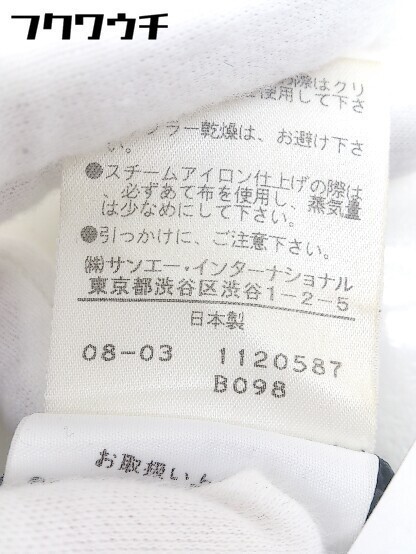 フクワウチ
の際はクリ
を使用して下さ
ラー乾燥は、お避け下さ
い。
●スチームアイロン仕上げの際は
、必ずあて布を使用し、蒸気量
は少なめにして下さい。
●引っかけに、ご注意下さい。
㈱サンエー・インターナショナル
東京都渋谷区渋谷1-2-5
日本製
08-03 1120587
B098
お取扱い